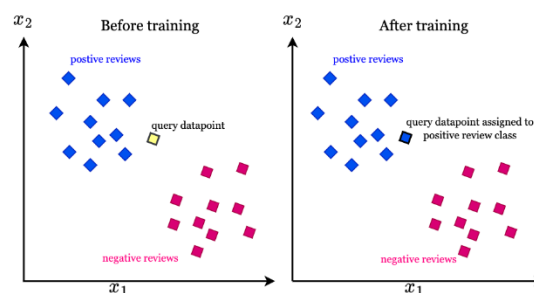 x₂
Before training
postive reviews
query datapoint
negative reviews
x₁
x₂
After training
postive reviews
query datapoint assigned to
positive review class
negative reviews
x₁